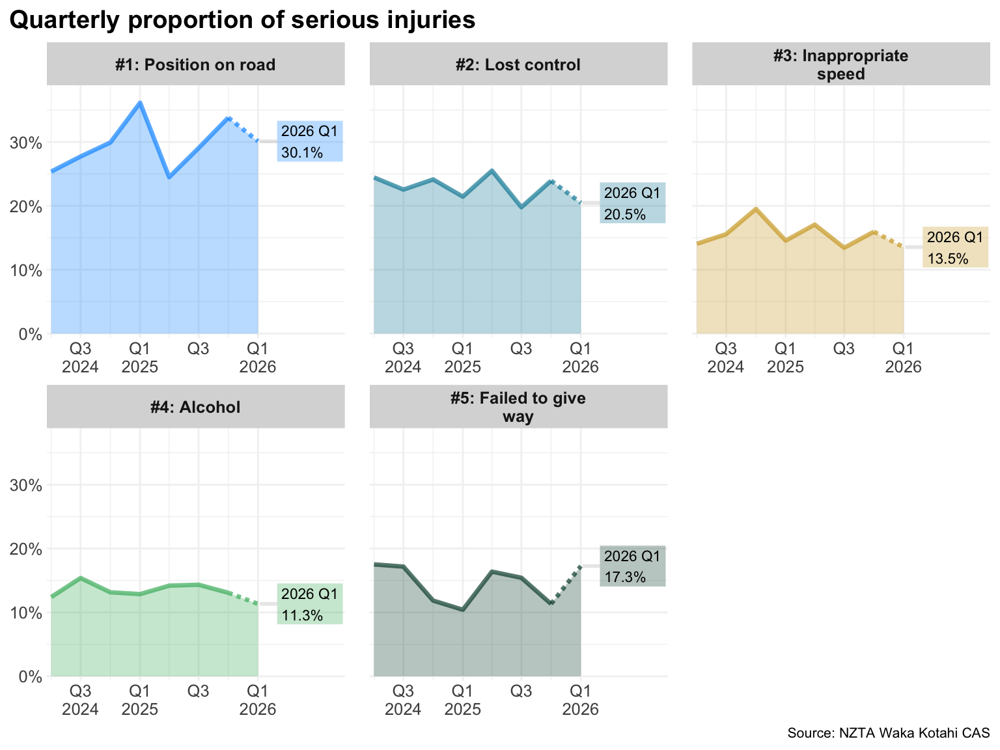 Quarterly proportion of serious injuries
#1: Position on road
#2: Lost control
#3: Inappropriate
speed
30%
20%
10%
0%
2026 Q1
30.1%
2026 Q1
20.5%
2026 Q1
13.5%
Q3
2024
Q1
2025
Q3
Q1
2026
Q3
2024
Q1
2025
Q3
Q1
2026
Q3
2024
Q1
2025
Q3
Q1
2026
#4: Alcohol
#5: Failed to give
way
30%
20%
10%
0%
2026 Q1
11.3%
2026 Q1
17.3%
Q3
2024
Q1
2025
Q3
Q1
2026
Q3
2024
Q1
2025
Q3
Q1
2026
Source: NZTA Waka Kotahi CAS